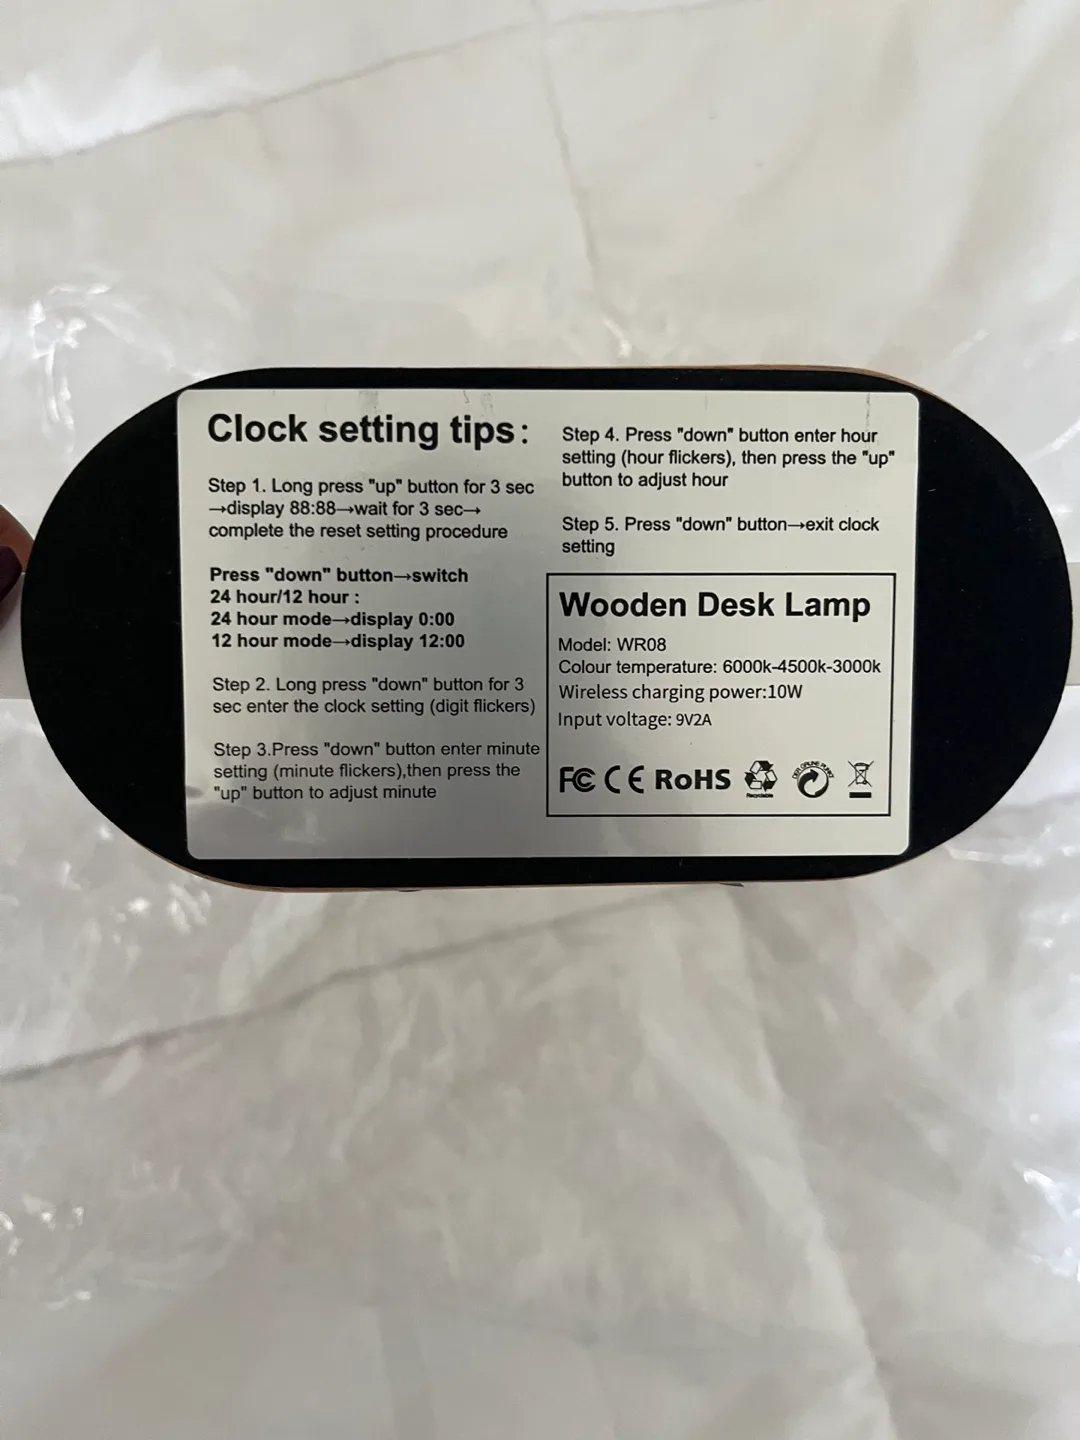 Clock setting tips:
Step 1. Long press "up" button for 3 sec
→display 88:88→wait for 3 sec→
complete the reset setting procedure
Press "down" button→switch
24 hour/12 hour :
24 hour mode→display 0:00
12 hour mode→display 12:00
Step 2. Long press "down" button for 3
sec enter the clock setting (digit flickers)
Step 3.Press "down" button enter minute
setting (minute flickers),then press the
"up" button to adjust minute
Step 4. Press "down" button enter hour
setting (hour flickers), then press the "up"
button to adjust hour
Step 5. Press "down" button→exit clock
setting
Wooden Desk Lamp
Model: WR08
Colour temperature: 6000k-4500k-3000k
Wireless charging power:10W
Input voltage: 9V2A
FC CE RoHS
Recyclable
DER GRÜNE PUNKT